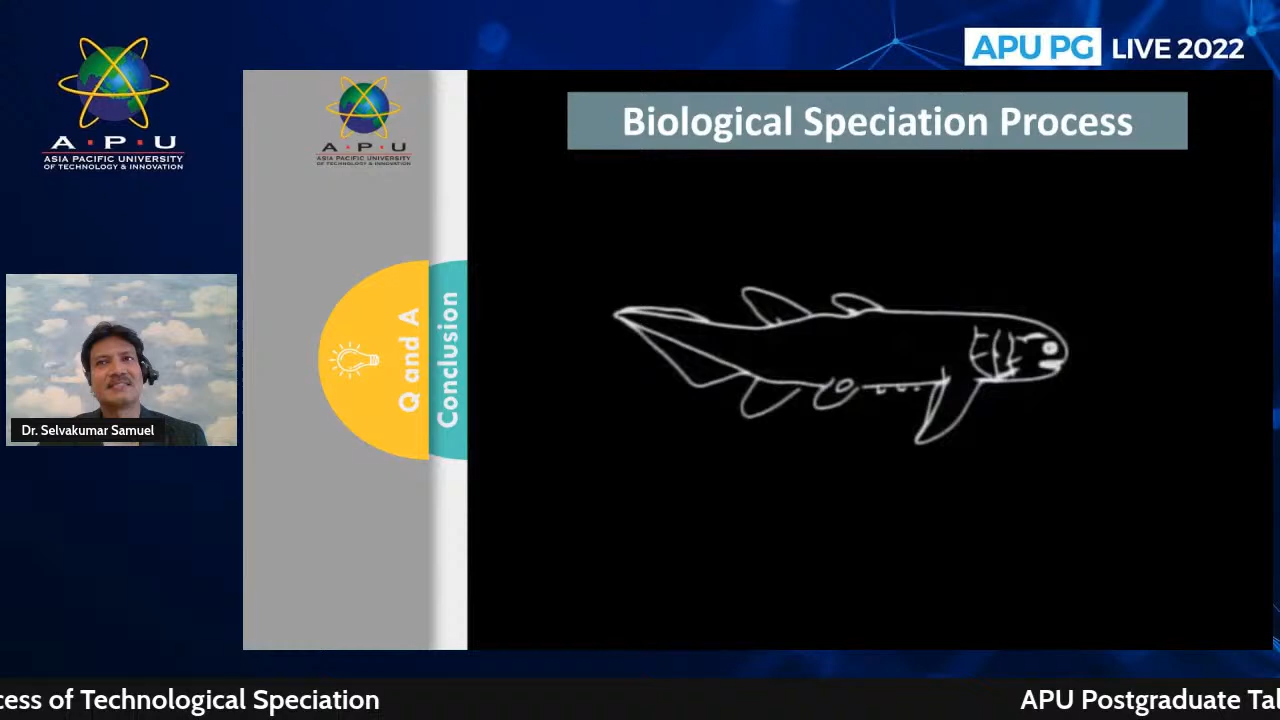 A·P·U
ASIA PACIFIC UNIVERSITY
OF TECHNOLOGY & INNOVATION
APU PG LIVE 2022
A·P·U
ASIA PACIFIC UNIVERSITY
OF TECHNOLOGY & INNOVATION
Biological Speciation Process
Q and A
Conclusion
Dr. Selvakumar Samuel
cess of Technological Speciation
APU Postgraduate Tal